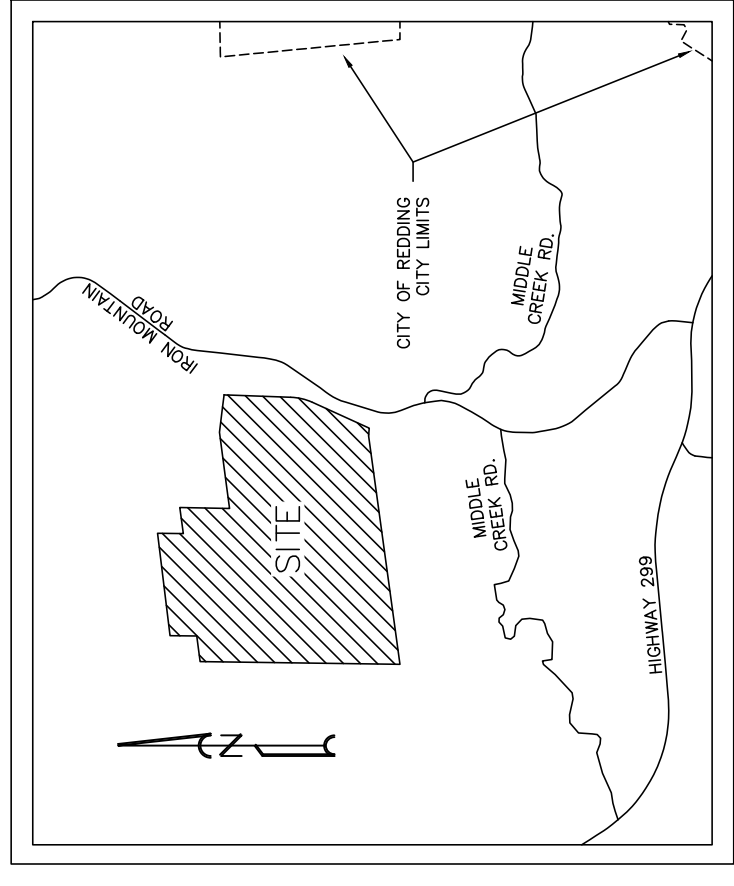 IRON MOUNTAIN
ROAD
CITY OF REDDING
CITY LIMITS
MIDDLE
CREEK RD.
SITE
MIDDLE
CREEK RD.
HIGHWAY 299
N